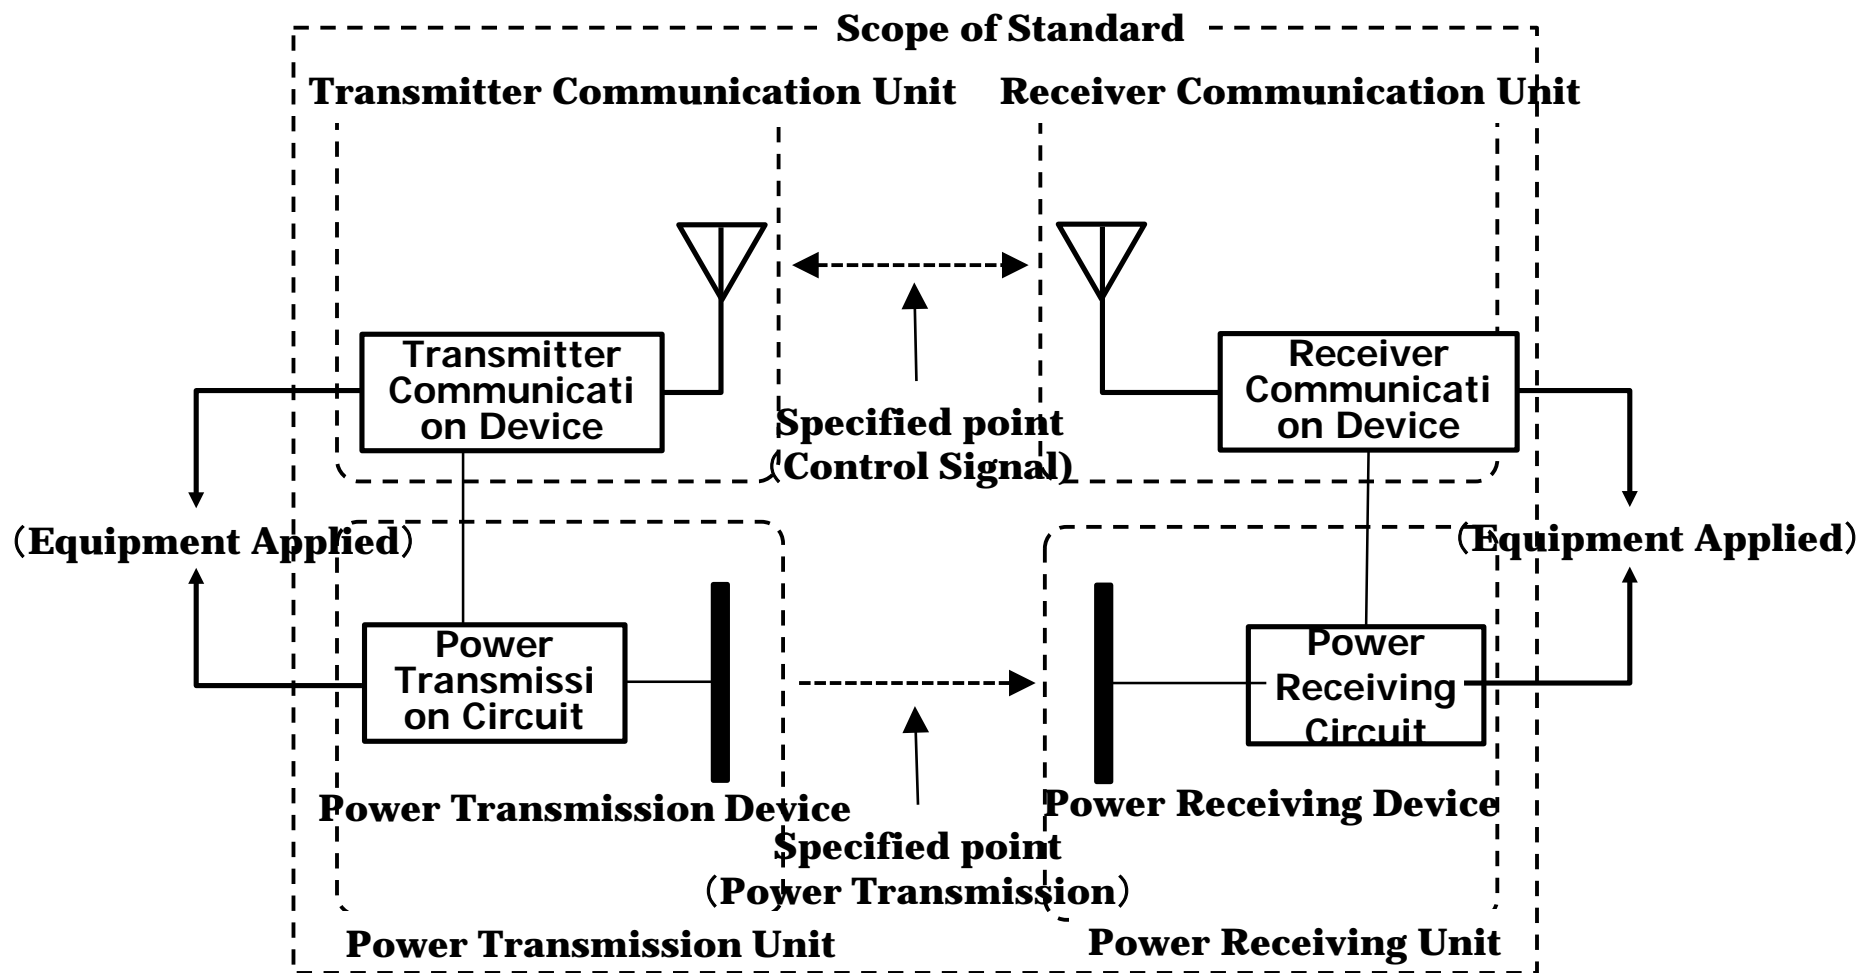 Scope of Standard
Transmitter Communication Unit
Receiver Communication Unit
Transmitter
Communicati
on Device
Receiver
Communicati
on Device
Specified point
(Control Signal)
(Equipment Applied)
(Equipment Applied)
Power
Transmissi
on Circuit
Power
Receiving
Circuit
Power Transmission Device
Power Receiving Device
Specified point
(Power Transmission)
Power Transmission Unit
Power Receiving Unit